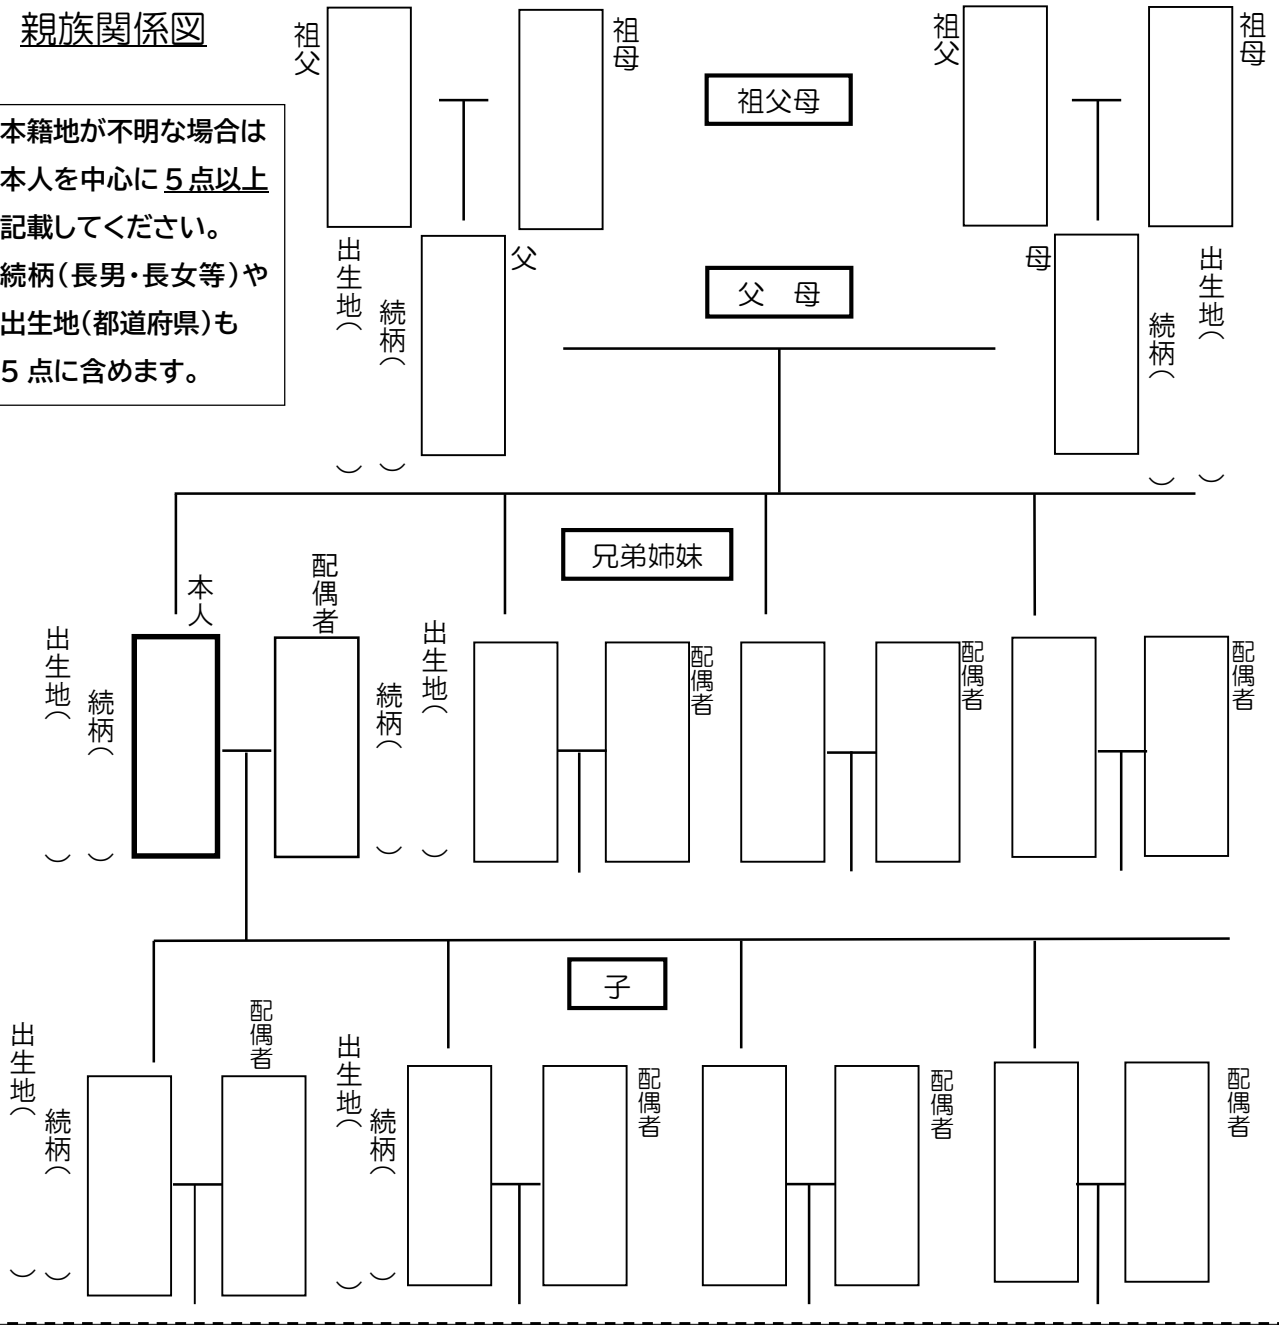 親族関係図
本籍地が不明な場合は
本人を中心に５点以上
記載してください。
続柄（長男・長女等）や
出生地（都道府県）も
5 点に含めます。
祖父
祖母
祖父母
祖父
祖母
出生地（　）
続柄（　）
父
父　母
母
続柄（　）
出生地（　）
兄弟姉妹
出生地（　）
続柄（　）
本人
配偶者
続柄（　）
出生地（　）
配偶者
配偶者
配偶者
子
出生地（　）
続柄（　）
配偶者
出生地（　）
続柄（　）
配偶者
配偶者
配偶者